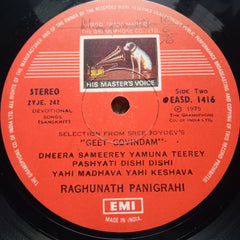 HIS MASTER'S VOICE
STEREO
2YJE. 242
DEVOTIONAL
SONGS
(SANSKRIT)
Side Two
EASD. 1416
℗ 1975
THE GRAMOPHONE
CO. OF INDIA LTD.
SELECTION FROM SREE JOYDEV'S
"GEET GOVINDAM":
DHEERA SAMEEREY YAMUNA TEEREY
PASHYATI DISHI DISHI
YAHI MADHAVA YAHI KESHAVA
RAGHUNATH PANIGRAHI
EMI
MADE IN INDIA.